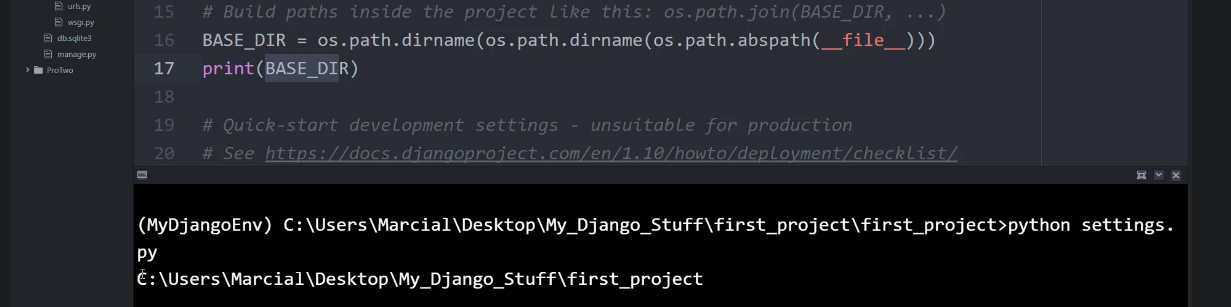 urls.py
wsgi.py
db.sqlite3
manage.py
ProTwo
15 # Build paths inside the project like this: os.path.join(BASE_DIR, ...)
16 BASE_DIR = os.path.dirname(os.path.dirname(os.path.abspath(__file__)))
17 print(BASE_DIR)
18
19 # Quick-start development settings - unsuitable for production
20 # See https://docs.djangoproject.com/en/1.10/howto/deployment/checklist/
(MyDjangoEnv) C:\Users\Marcial\Desktop\My_Django_Stuff\first_project\first_project>python settings.
py
C:\Users\Marcial\Desktop\My_Django_Stuff\first_project